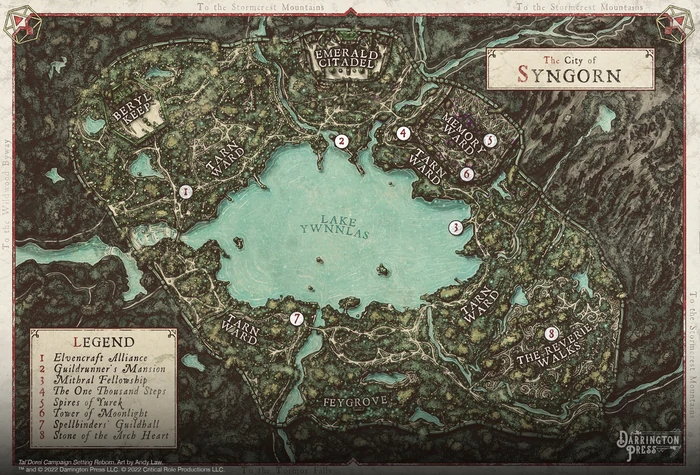 To the Stormcrest Mountains
To the Stormcrest Mountains
The City of
SYNGORN
EMERALD
CITADEL
BERYL
KEEP
MEMORY
WARD
TARN
WARD
TARN
WARD
4
5
2
6
1
3
To the Wildwood Byway
LAKE
YWNNLAS
TARN
WARD
TARN
WARD
7
8
THE REVERIE
WALKS
FEYGROVE
LEGEND
1 Elvencraft Alliance
2 Guildrunner's Mansion
3 Mithral Fellowship
4 The One Thousand Steps
5 Spires of Yurek
6 Tower of Moonlight
7 Spellbinders' Guildhall
8 Stone of the Arch Heart
The
DARRINGTON
PRESS
Tal'Dorei Campaign Setting Reborn, Art by Andy Law
™ and © 2022 Darrington Press LLC. © 2022 Critical Role Productions LLC.